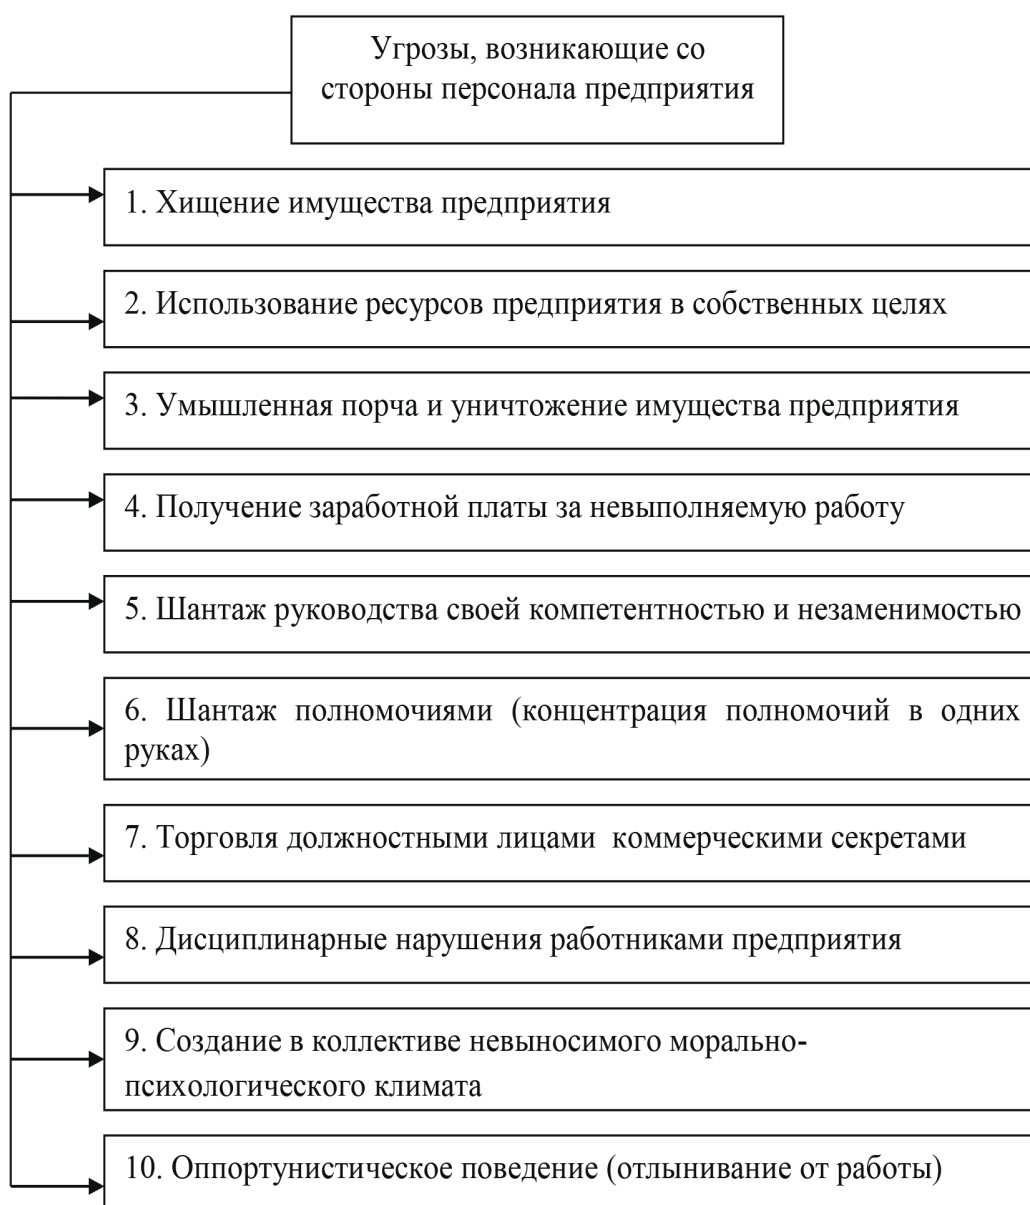 Угрозы, возникающие со
стороны персонала предприятия
1. Хищение имущества предприятия
2. Использование ресурсов предприятия в собственных целях
3. Умышленная порча и уничтожение имущества предприятия
4. Получение заработной платы за невыполняемую работу
5. Шантаж руководства своей компетентностью и незаменимостью
6. Шантаж полномочиями (концентрация полномочий в одних
руках)
7. Торговля должностными лицами  коммерческими секретами
8. Дисциплинарные нарушения работниками предприятия
9. Создание в коллективе невыносимого морально-
психологического климата
10. Оппортунистическое поведение (отлынивание от работы)